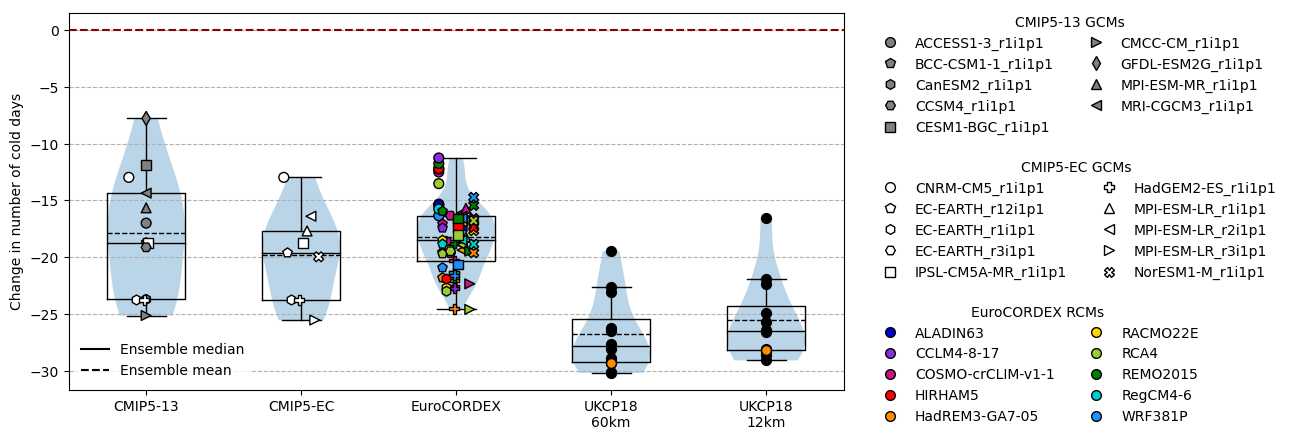 Change in number of cold days
0
−5
−10
−15
−20
−25
−30
Ensemble median
Ensemble mean
CMIP5-13
CMIP5-EC
EuroCORDEX
UKCP18
60km
UKCP18
12km
CMIP5-13 GCMs
ACCESS1-3_r1i1p1
BCC-CSM1-1_r1i1p1
CanESM2_r1i1p1
CCSM4_r1i1p1
CESM1-BGC_r1i1p1
CMCC-CM_r1i1p1
GFDL-ESM2G_r1i1p1
MPI-ESM-MR_r1i1p1
MRI-CGCM3_r1i1p1
CMIP5-EC GCMs
CNRM-CM5_r1i1p1
EC-EARTH_r12i1p1
EC-EARTH_r1i1p1
EC-EARTH_r3i1p1
IPSL-CM5A-MR_r1i1p1
HadGEM2-ES_r1i1p1
MPI-ESM-LR_r1i1p1
MPI-ESM-LR_r2i1p1
MPI-ESM-LR_r3i1p1
NorESM1-M_r1i1p1
EuroCORDEX RCMs
ALADIN63
CCLM4-8-17
COSMO-crCLIM-v1-1
HIRHAM5
HadREM3-GA7-05
RACMO22E
RCA4
REMO2015
RegCM4-6
WRF381P